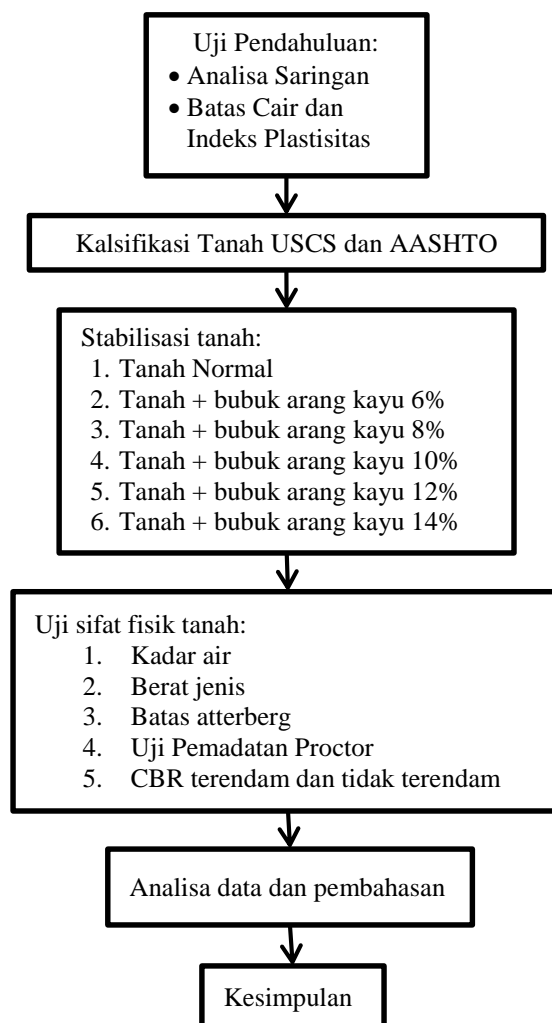 Uji Pendahuluan:
• Analisa Saringan
• Batas Cair dan
Indeks Plastisitas
Kalsifikasi Tanah USCS dan AASHTO
Stabilisasi tanah:
1. Tanah Normal
2. Tanah + bubuk arang kayu 6%
3. Tanah + bubuk arang kayu 8%
4. Tanah + bubuk arang kayu 10%
5. Tanah + bubuk arang kayu 12%
6. Tanah + bubuk arang kayu 14%
Uji sifat fisik tanah:
1. Kadar air
2. Berat jenis
3. Batas atterberg
4. Uji Pemadatan Proctor
5. CBR terendam dan tidak terendam
Analisa data dan pembahasan
Kesimpulan